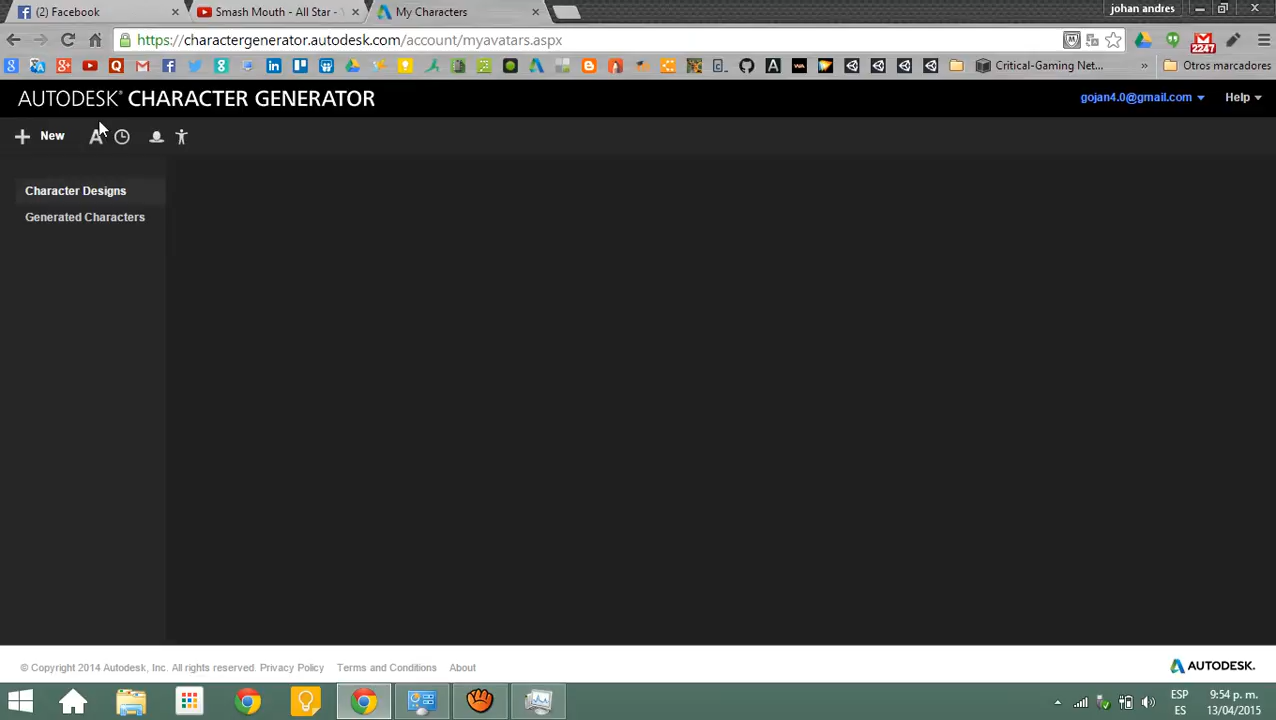 (2) Facebook
Smash Mouth - All Star -
My Characters
johan andres
https://charactergenerator.autodesk.com/account/myavatars.aspx
2247
Critical-Gaming Net...
»
Otros marcadores
AUTODESK® CHARACTER GENERATOR
gojan4.0@gmail.com
Help
New
Character Designs
Generated Characters
© Copyright 2014 Autodesk, Inc. All rights reserved. Privacy Policy Terms and Conditions About
AUTODESK.
ESP
ES
9:54 p. m.
13/04/2015